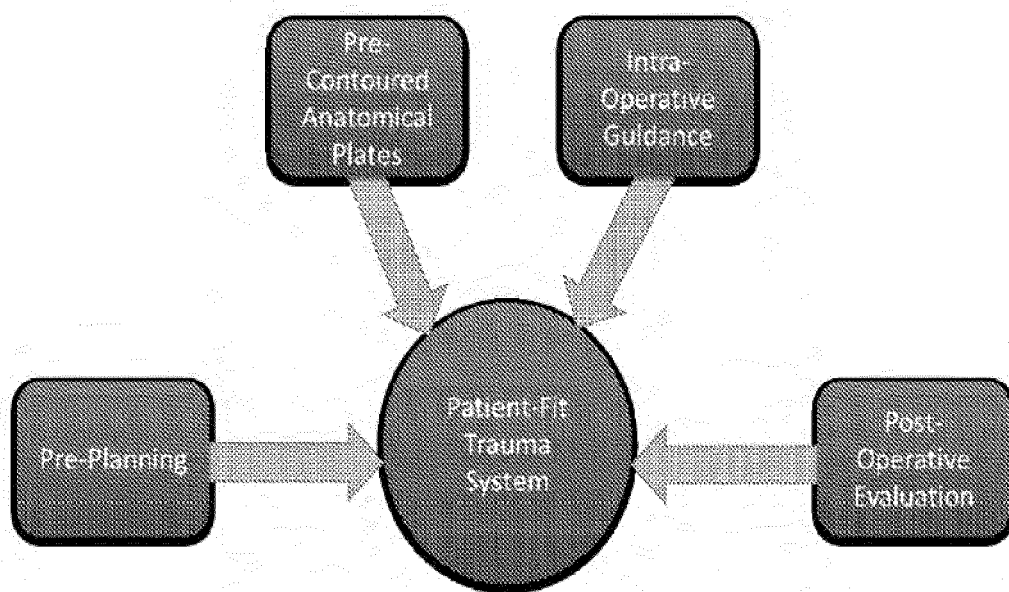 Pre-
Contoured
Anatomical
Plates
Intra-
Operative
Guidance
Pre-Planning
Patient-Fit
Trauma
System
Post-
Operative
Evaluation